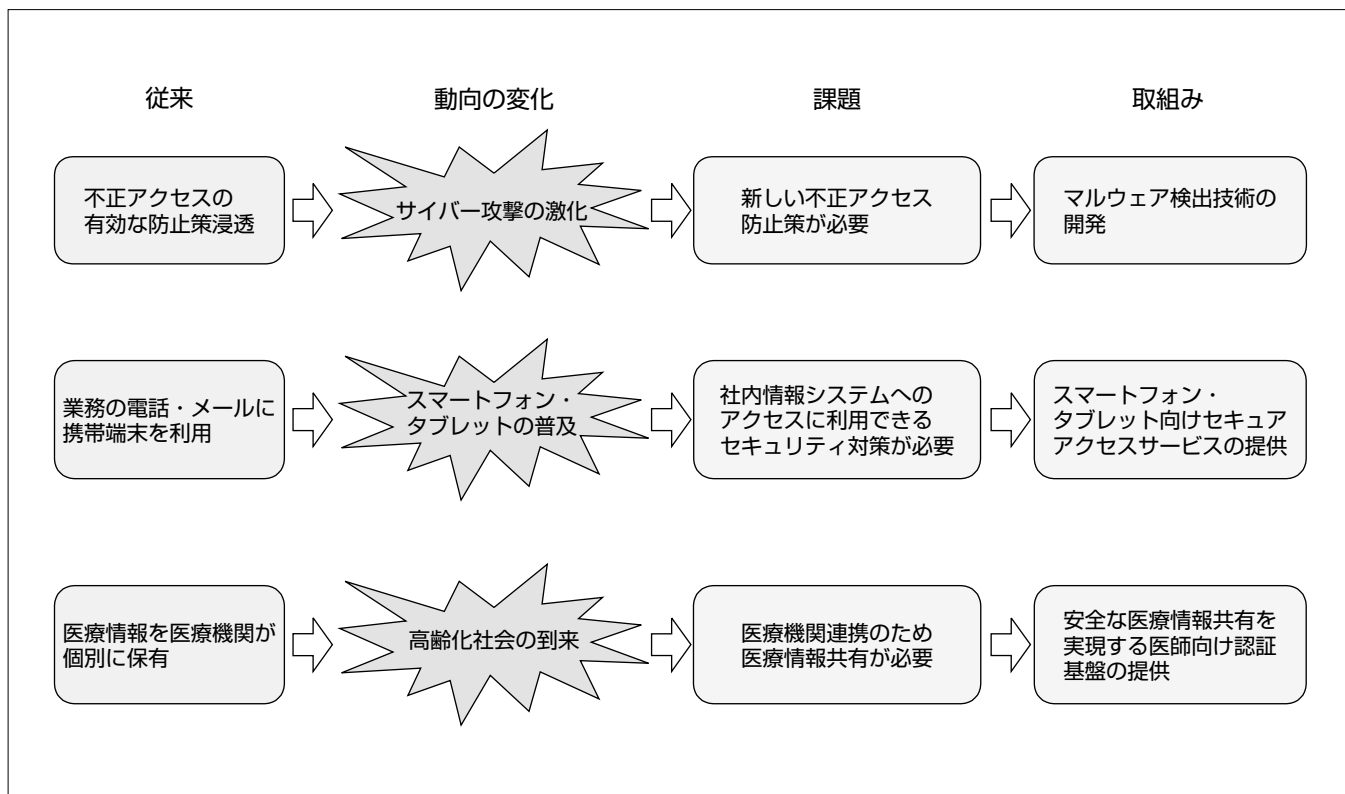 従来
動向の変化
課題
取組み
不正アクセスの
有効な防止策浸透
サイバー攻撃の激化
新しい不正アクセス
防止策が必要
マルウェア検出技術の
開発
業務の電話・メールに
携帯端末を利用
スマートフォン・
タブレットの普及
社内情報システムへの
アクセスに利用できる
セキュリティ対策が必要
スマートフォン・
タブレット向けセキュア
アクセスサービスの提供
医療情報を医療機関が
個別に保有
高齢化社会の到来
医療機関連携のため
医療情報共有が必要
安全な医療情報共有を
実現する医師向け認証
基盤の提供